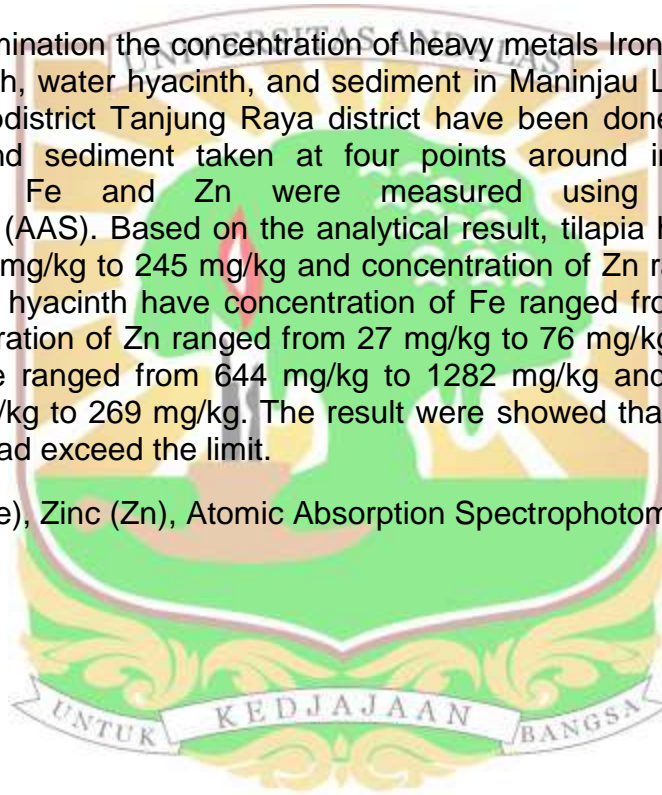 mination the concentration of heavy metals Iron
UNIVERSITAS ANDALAS
h, water hyacinth, and sediment in Maninjau L
odistrict Tanjung Raya district have been done
nd sediment taken at four points around i
Fe and Zn were measured using
(AAS). Based on the analytical result, tilapia h
mg/kg to 245 mg/kg and concentration of Zn ra
hyacinth have concentration of Fe ranged fro
ration of Zn ranged from 27 mg/kg to 76 mg/kg
e ranged from 644 mg/kg to 1282 mg/kg and
/kg to 269 mg/kg. The result were showed tha
ad exceed the limit.
e), Zinc (Zn), Atomic Absorption Spectrophotom
UNTUK KEDJAJAAN BANGSA